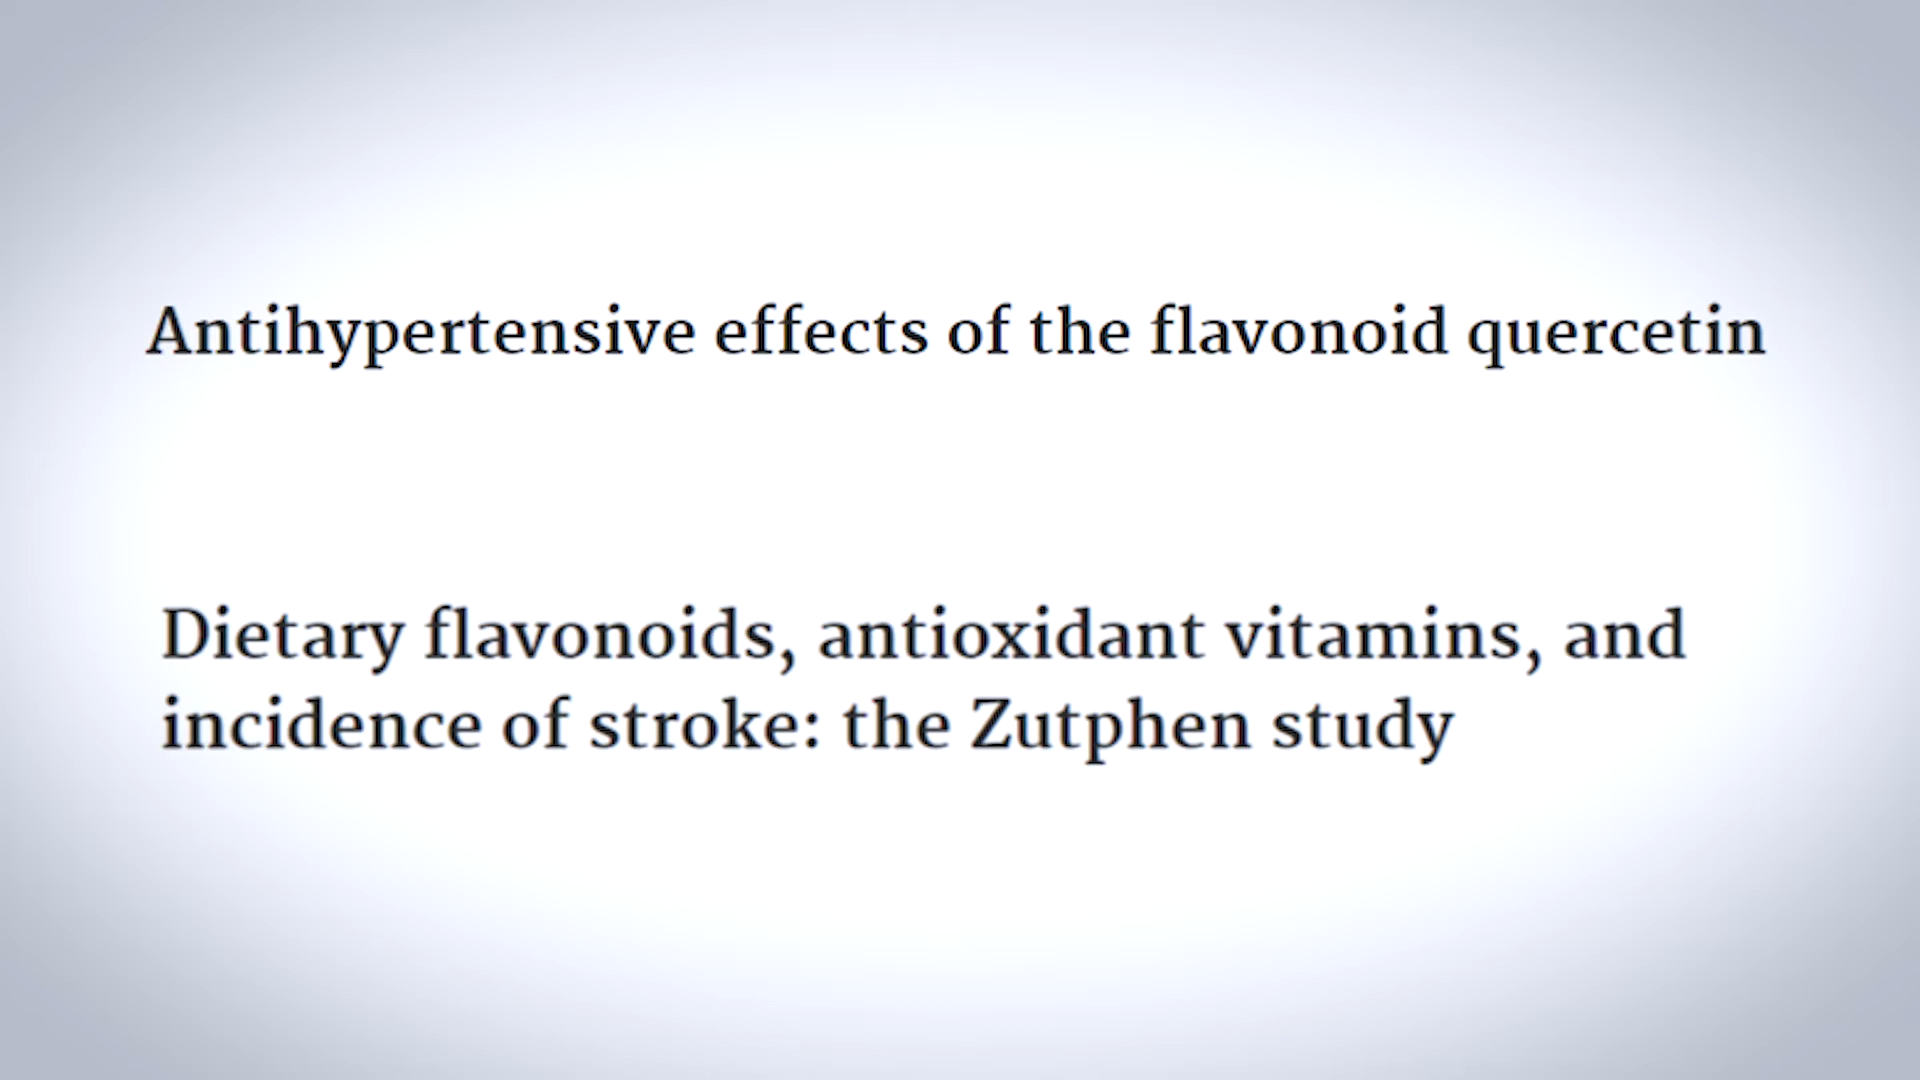 Antihypertensive effects of the flavonoid quercetin
Dietary flavonoids, antioxidant vitamins, and
incidence of stroke: the Zutphen study